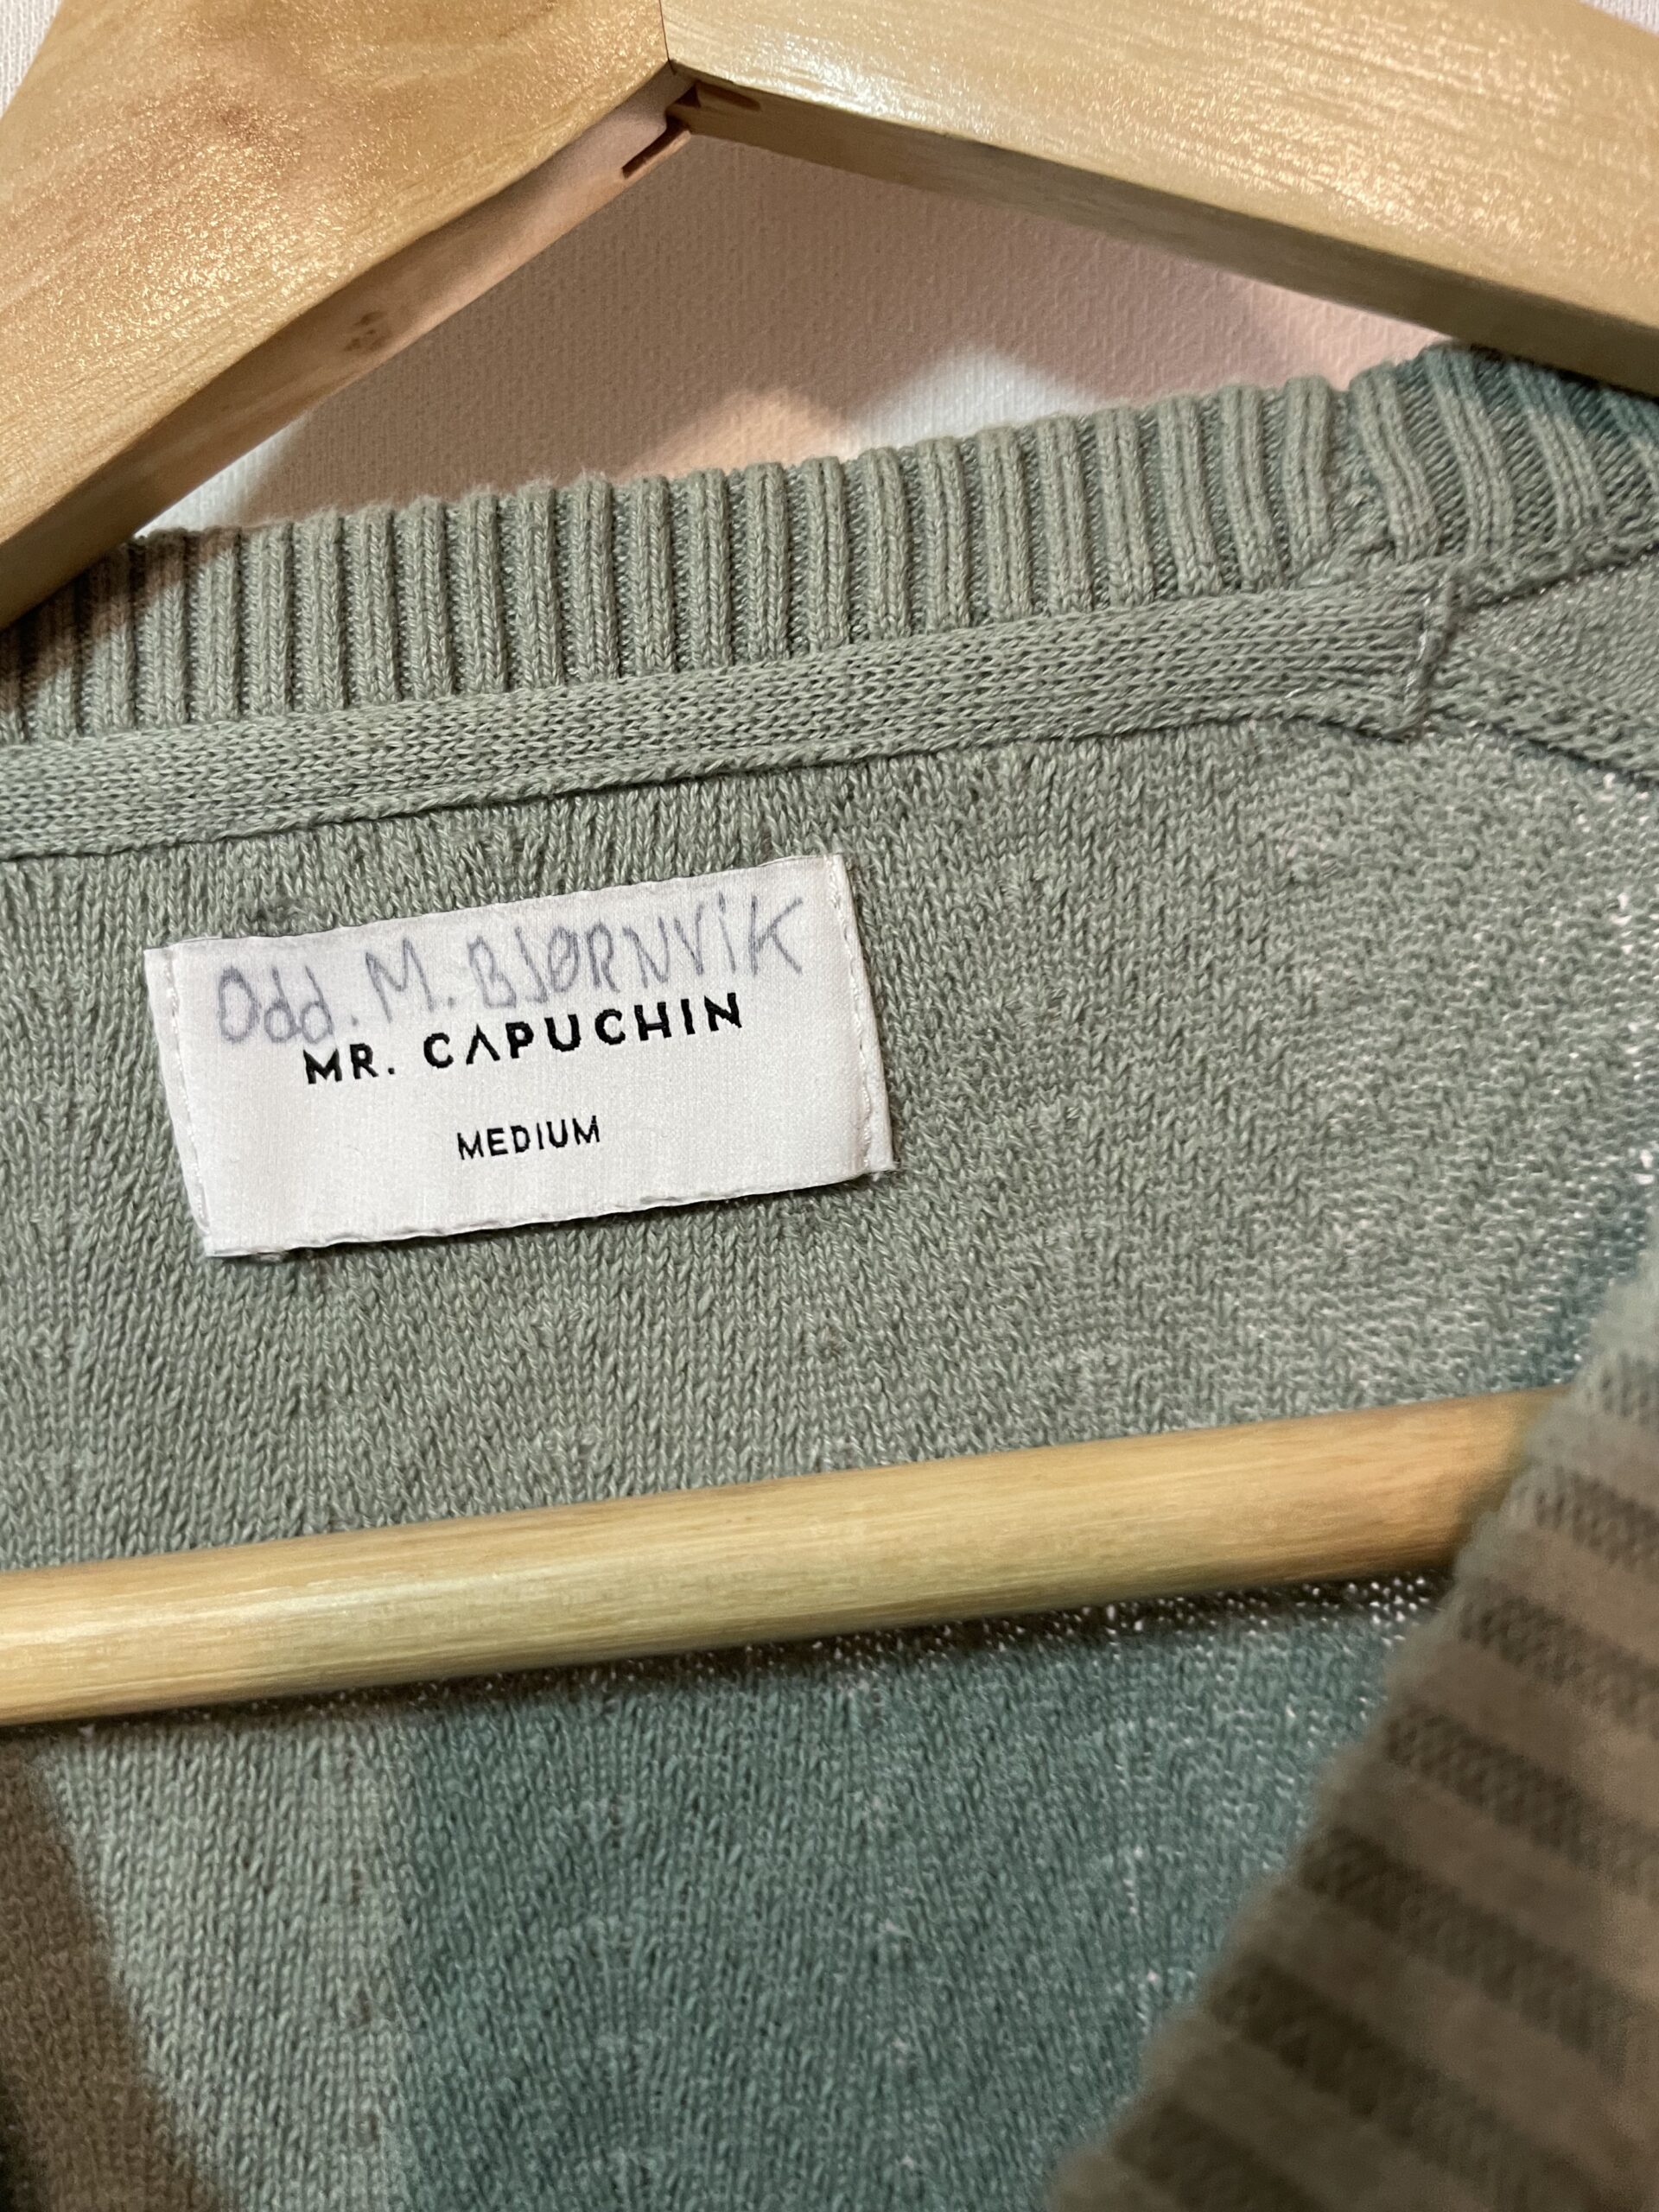 Odd. M. BJØRNVIK
MR. CAPUCHIN
MEDIUM